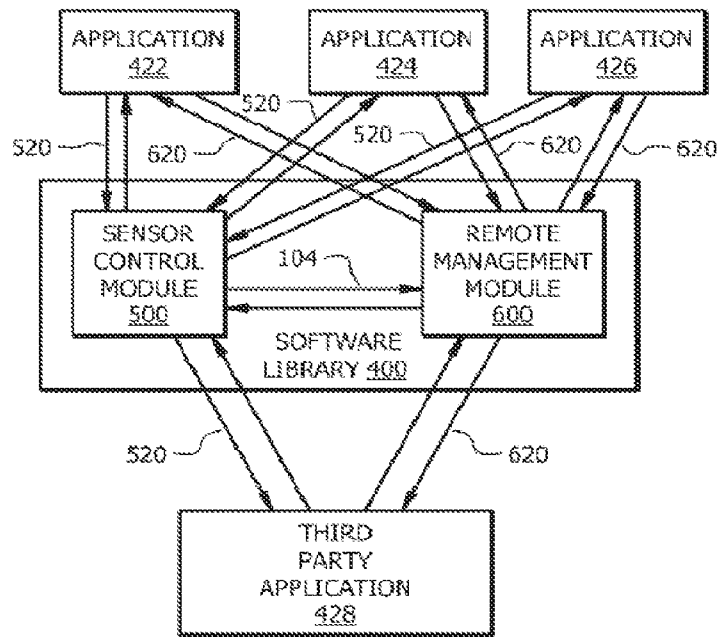 APPLICATION
422
APPLICATION
424
APPLICATION
426
520
620
520
520
620
620
SENSOR
CONTROL
MODULE
500
104
REMOTE
MANAGEMENT
MODULE
600
SOFTWARE
LIBRARY 400
520
620
THIRD
PARTY
APPLICATION
428